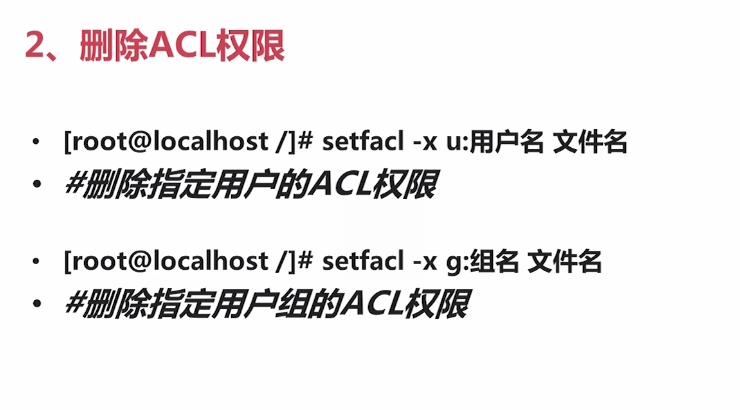 2、删除ACL权限
• [root@localhost /]# setfacl -x u:用户名 文件名
• #删除指定用户的ACL权限
• [root@localhost /]# setfacl -x g:组名 文件名
• #删除指定用户组的ACL权限